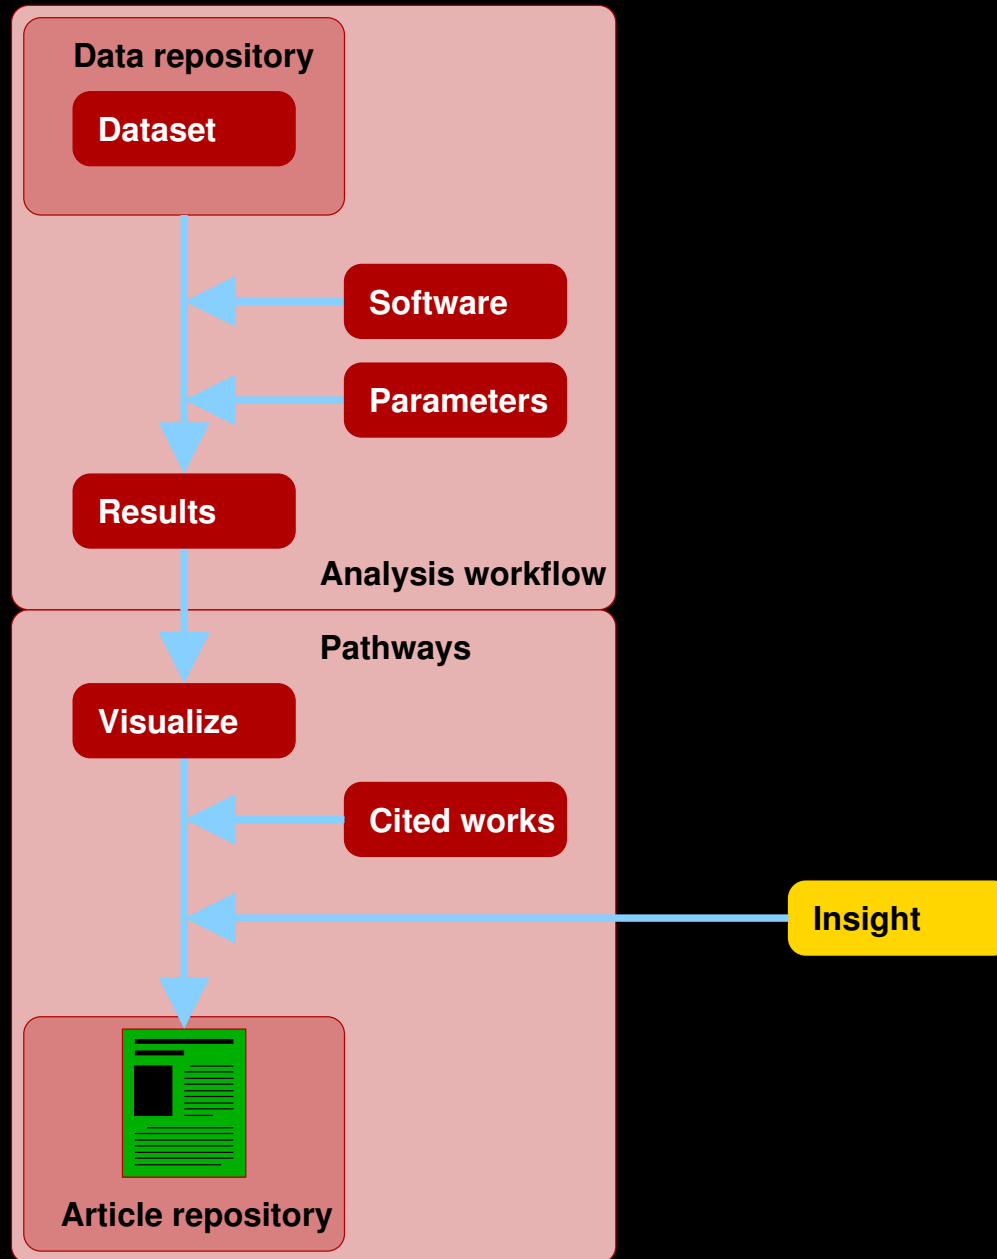 Data repository
Dataset
Software
Parameters
Results
Analysis workflow
Pathways
Visualize
Cited works
Insight
Article repository